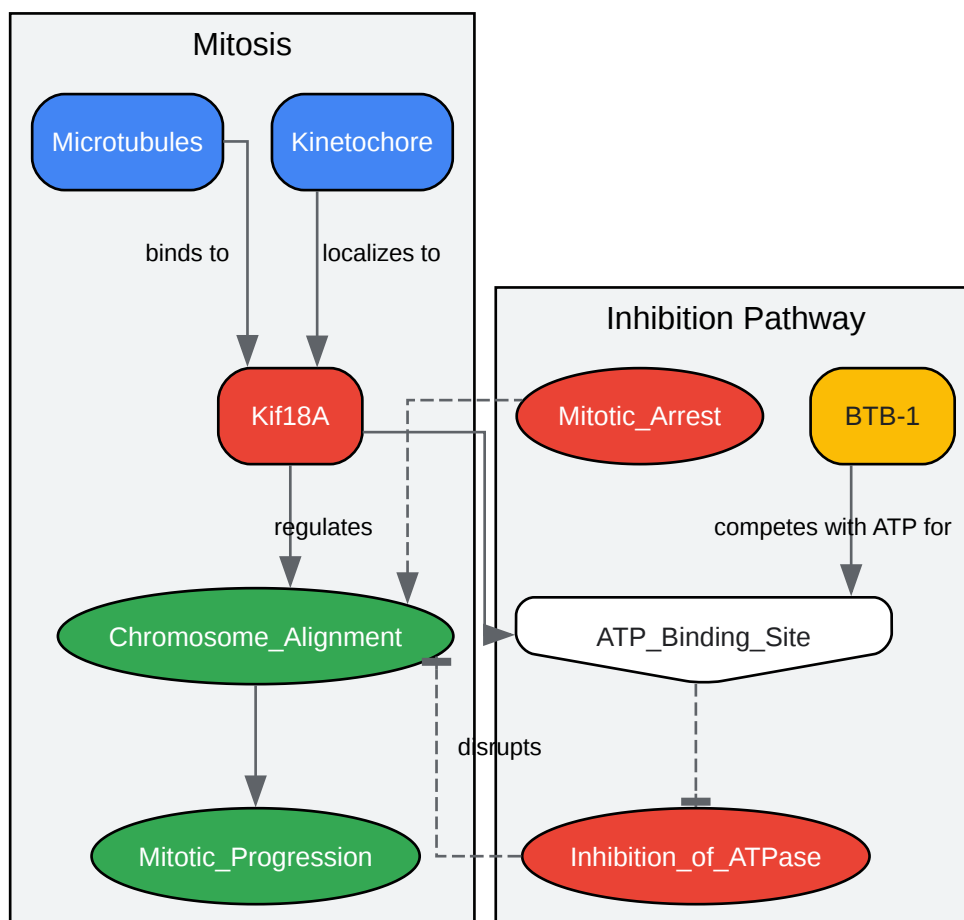 Mitosis
Microtubules
Kinetochore
binds to
localizes to
Inhibition Pathway
Kif18A
Mitotic_Arrest
BTB-1
regulates
competes with ATP for
Chromosome_Alignment
ATP_Binding_Site
disrupts
Mitotic_Progression
Inhibition_of_ATPase